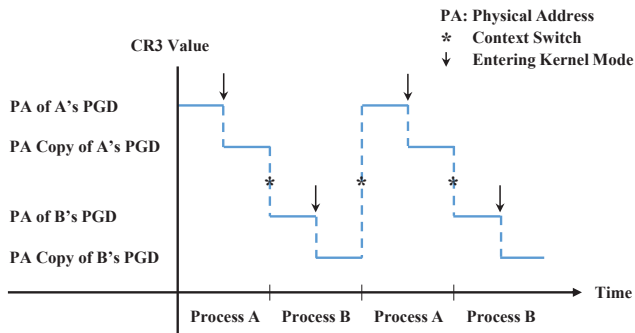 PA: Physical Address
* Context Switch
Entering Kernel Mode
CR3 Value
PA of A's PGD
PA Copy of A's PGD
PA of B's PGD
PA Copy of B's PGD
Time
Process A
Process B
Process A
Process B